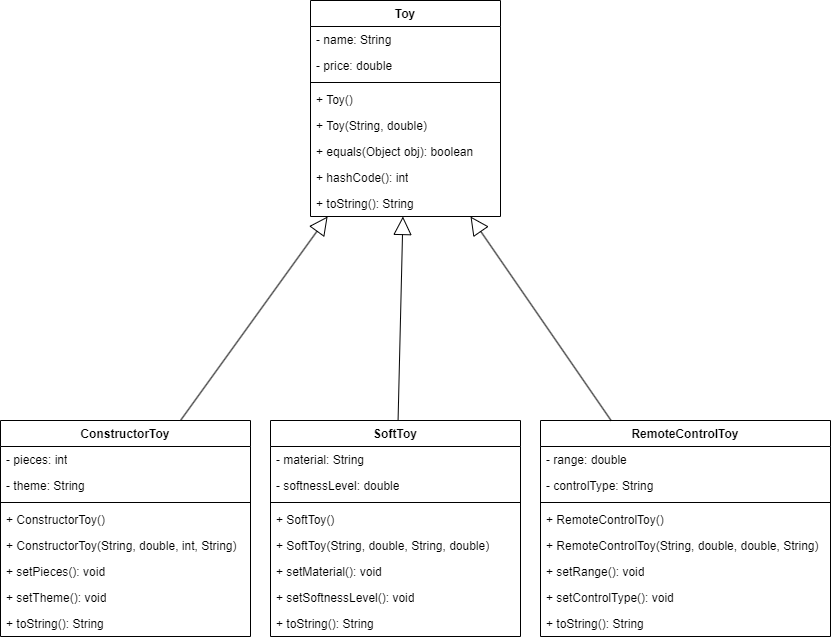 Toy
- name: String
- price: double
+ Toy()
+ Toy(String, double)
+ equals(Object obj): boolean
+ hashCode(): int
+ toString(): String
ConstructorToy
- pieces: int
- theme: String
+ ConstructorToy()
+ ConstructorToy(String, double, int, String)
+ setPieces(): void
+ setTheme(): void
+ toString(): String
SoftToy
- material: String
- softnessLevel: double
+ SoftToy()
+ SoftToy(String, double, String, double)
+ setMaterial(): void
+ setSoftnessLevel(): void
+ toString(): String
RemoteControlToy
- range: double
- controlType: String
+ RemoteControlToy()
+ RemoteControlToy(String, double, double, String)
+ setRange(): void
+ setControlType(): void
+ toString(): String